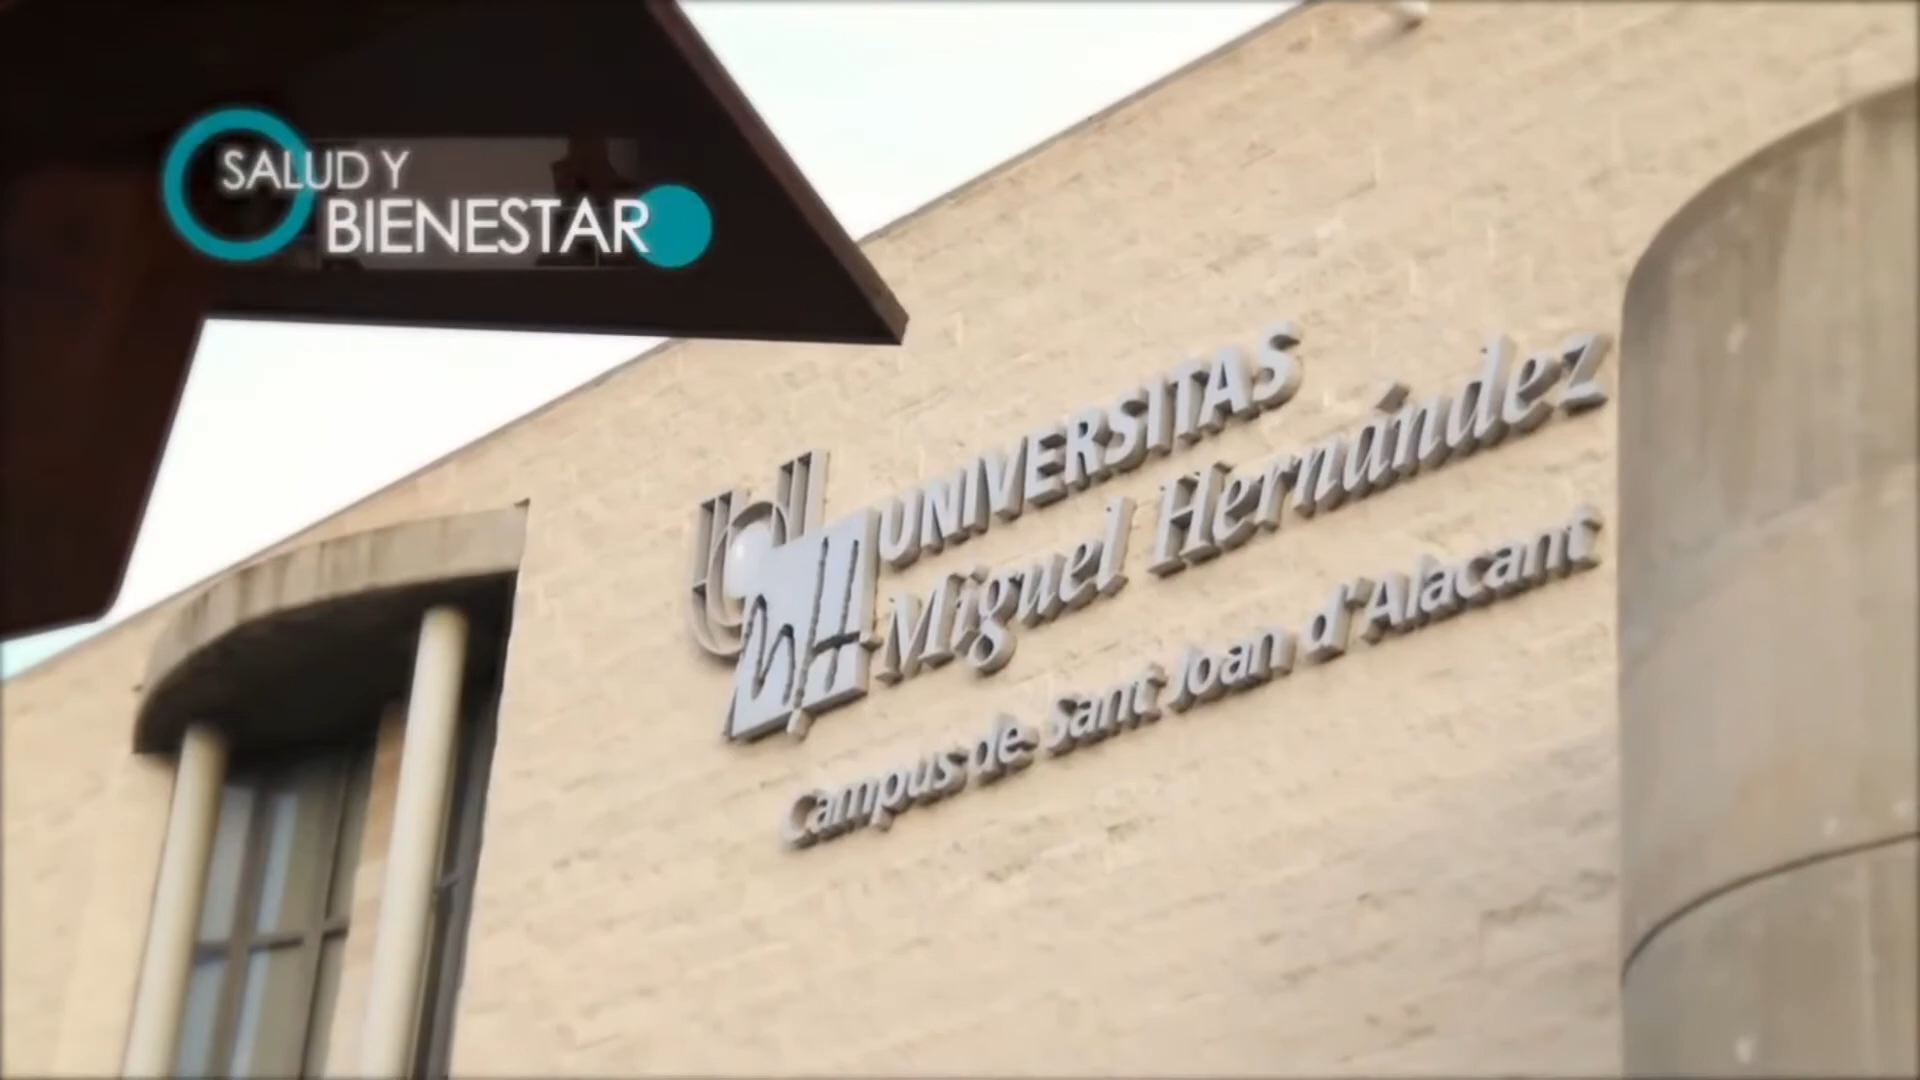 SALUD Y
BIENESTAR
UNIVERSITAS
Miguel Hernández
Campus de Sant Joan d'Alacant